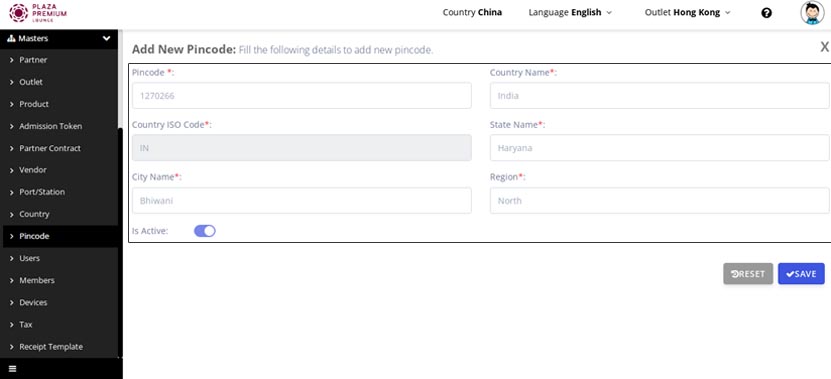 PLAZA
PREMIUM
LOUNGE
Country China
Language English
Outlet Hong Kong
Masters
Partner
Outlet
Product
Admission Token
Partner Contract
Vendor
Port/Station
Country
Pincode
Users
Members
Devices
Tax
Receipt Template
Add New Pincode: Fill the following details to add new pincode.
X
Pincode *:
Country Name*:
1270266
India
Country ISO Code*:
State Name*:
IN
Haryana
City Name*:
Region*:
Bhiwani
North
Is Active:
RESET
SAVE